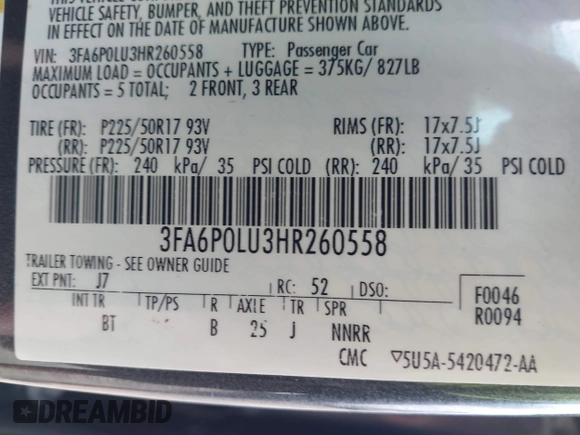 VEHICLE SAFETY, BUMPER, AND THEFT PREVENTION STANDARDS
IN EFFECT ON THE DATE OF MANUFACTURE SHOWN ABOVE.
VIN: 3FA6P0LU3HR260558 TYPE: Passenger Car
MAXIMUM LOAD = OCCUPANTS + LUGGAGE = 375KG/ 827LB
OCCUPANTS = 5 TOTAL; 2 FRONT, 3 REAR
TIRE (FR): P225/50R17 93V RIMS (FR): 17x7.5J
(RR): P225/50R17 93V (RR): 17x7.5J
PRESSURE (FR): 240 kPa/ 35 PSI COLD (RR): 240 kPa/ 35 PSI COLD
3FA6P0LU3HR260558
TRAILER TOWING - SEE OWNER GUIDE
EXT PNT: J7 RC: 52 DSO: F0046
INT TR TP/PS R AXLE TR SPR R0094
BT B 25 J NNRR
CMC ▽5U5A-5420472-AA
DREAMBID